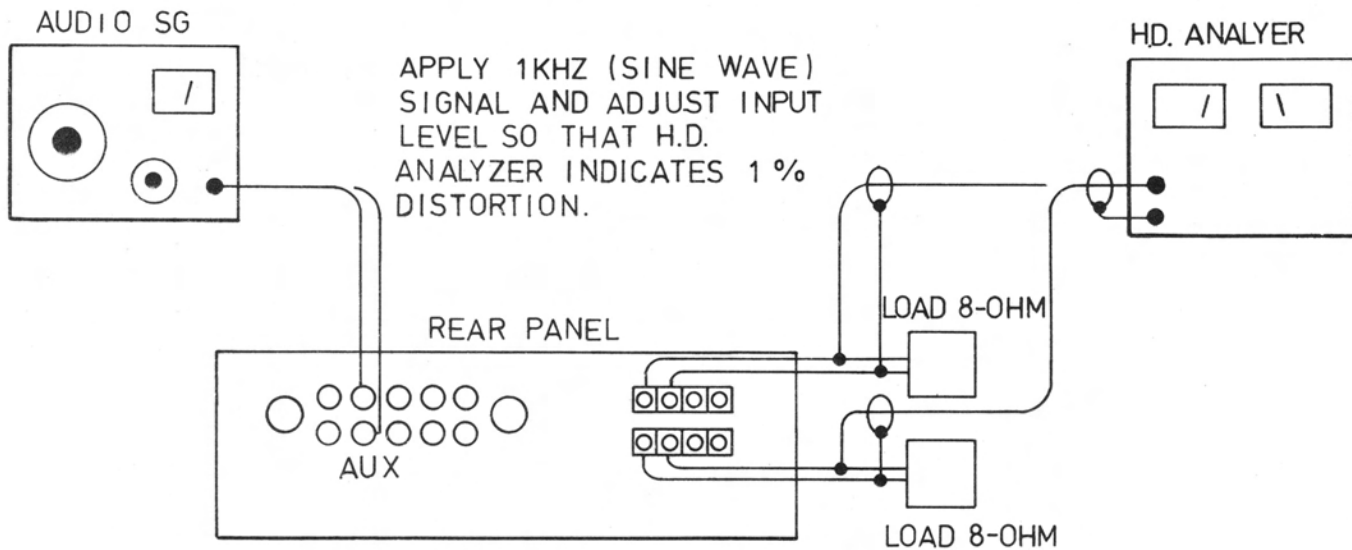 AUDIO SG
APPLY 1KHZ (SINE WAVE)
SIGNAL AND ADJUST INPUT
LEVEL SO THAT H.D.
ANALYZER INDICATES 1%
DISTORTION.
H.D. ANALYER
LOAD 8-OHM
REAR PANEL
AUX
LOAD 8-OHM